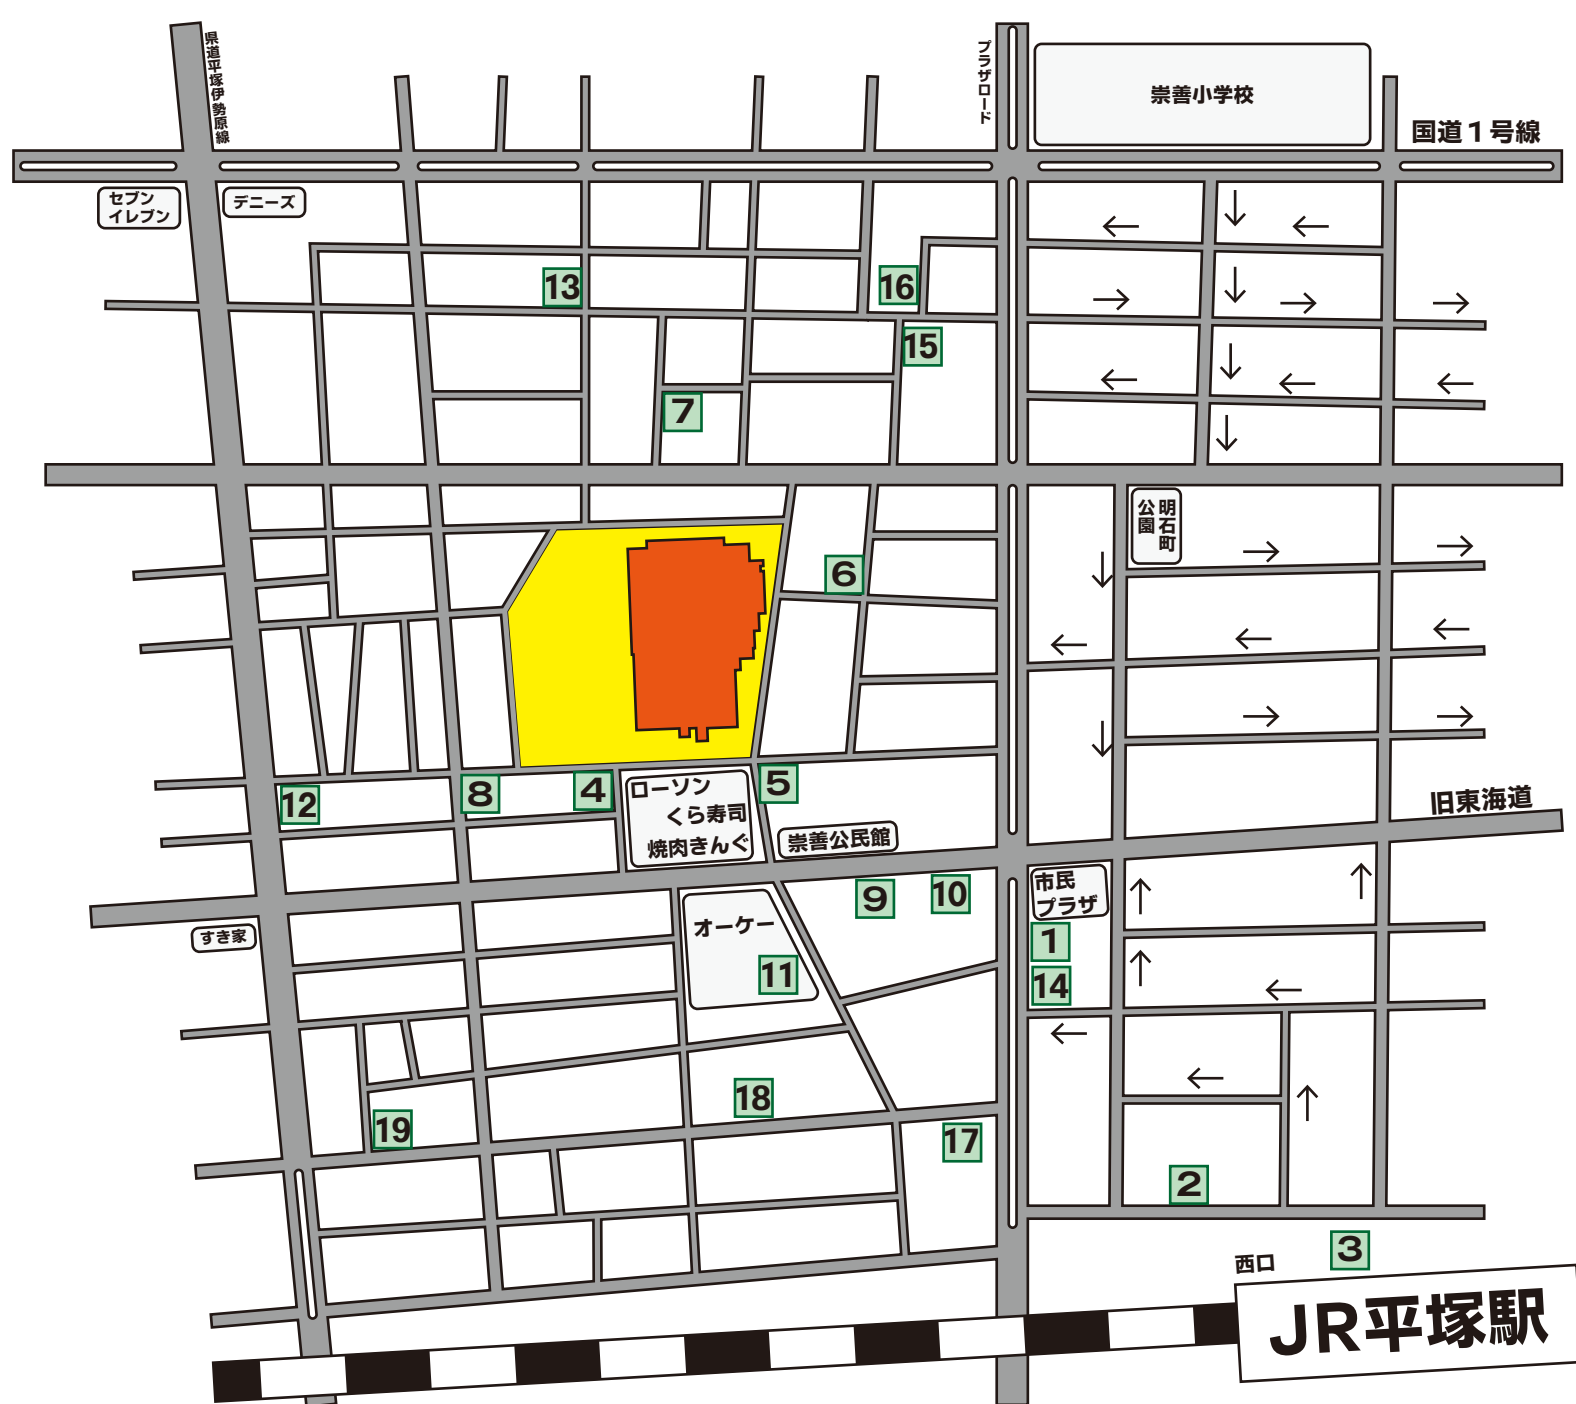 県道平塚伊勢原線
プラザロード
崇善小学校
国道1号線
セブン
イレブン
デニーズ
13
16
15
7
明石町
公園
6
12
8
4
ローソン
くら寿司
焼肉きんぐ
5
崇善公民館
旧東海道
9
10
市民
プラザ
1
14
すき家
オーケー
11
18
19
17
2
3
西口
JR平塚駅